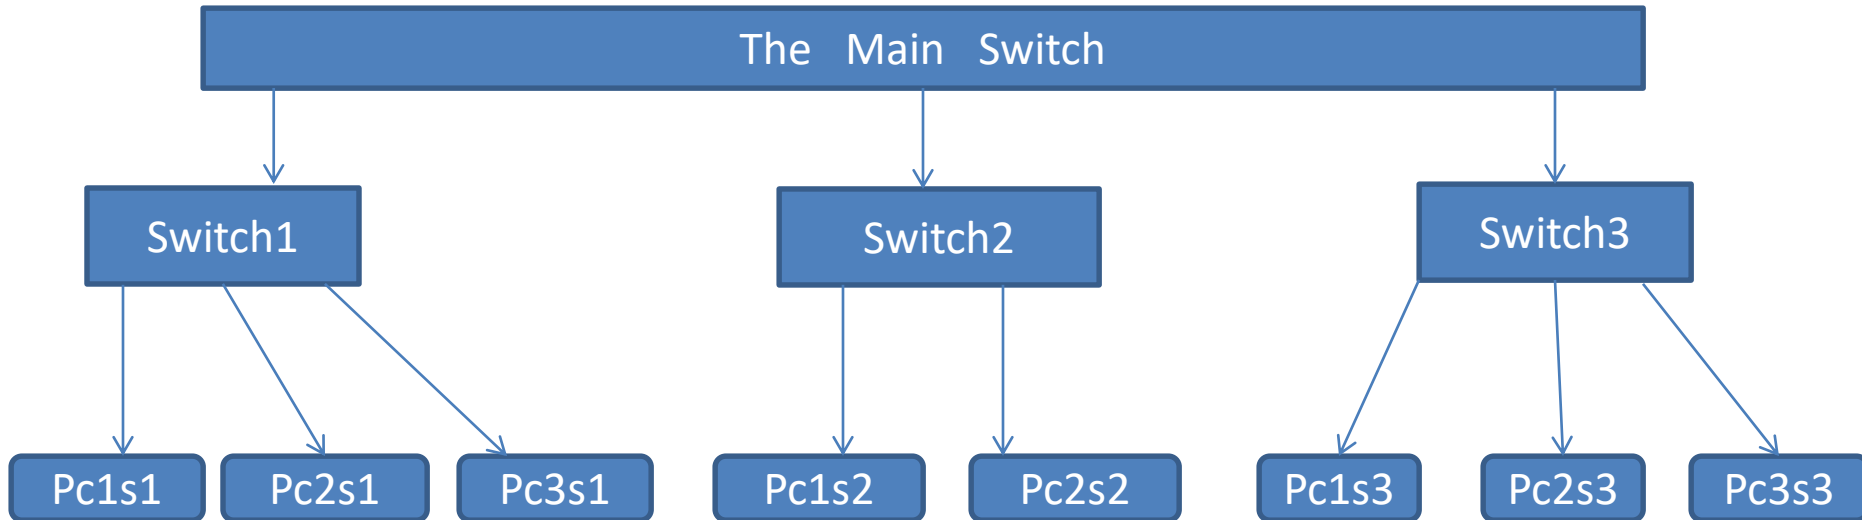 The Main Switch
Switch1
Switch2
Switch3
Pc1s1
Pc2s1
Pc3s1
Pc1s2
Pc2s2
Pc1s3
Pc2s3
Pc3s3